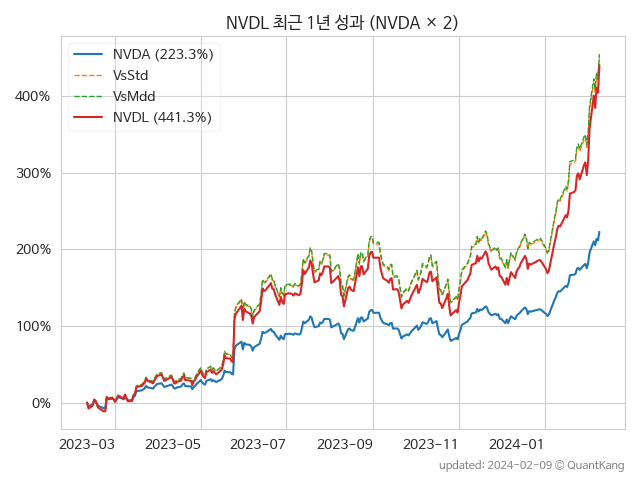 NVDL 최근 1년 성과 (NVDA × 2)
NVDA (223.3%)
VsStd
VsMdd
NVDL (441.3%)
400%
300%
200%
100%
0%
2023-03 2023-05 2023-07 2023-09 2023-11 2024-01
updated: 2024-02-09 © QuantKang